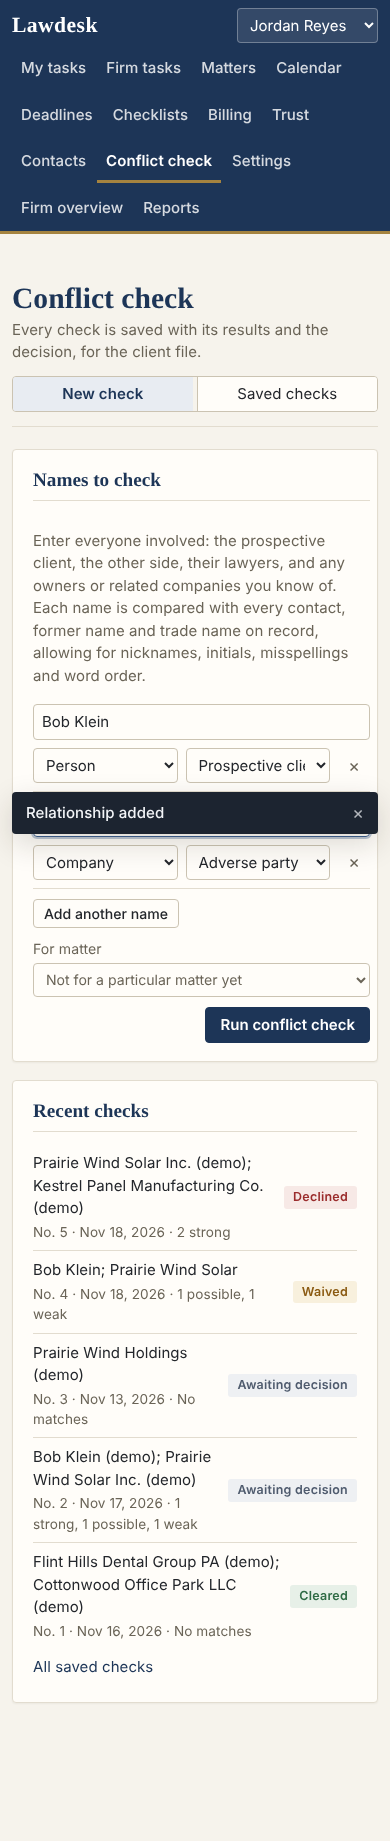 Lawdesk
Jordan Reyes
My tasks Firm tasks Matters Calendar
Deadlines Checklists Billing Trust
Contacts Conflict check Settings
Firm overview Reports
Conflict check
Every check is saved with its results and the
decision, for the client file.
New check Saved checks
Names to check
Enter everyone involved: the prospective
client, the other side, their lawyers, and any
owners or related companies you know of.
Each name is compared with every contact,
former name and trade name on record,
allowing for nicknames, initials, misspellings
and word order.
Bob Klein
Person Prospective clie ×
Relationship added ×
Company Adverse party ×
Add another name
For matter
Not for a particular matter yet
Run conflict check
Recent checks
Prairie Wind Solar Inc. (demo);
Kestrel Panel Manufacturing Co.
(demo)
No. 5 · Nov 18, 2026 · 2 strong
Declined
Bob Klein; Prairie Wind Solar
No. 4 · Nov 18, 2026 · 1 possible, 1
weak
Waived
Prairie Wind Holdings
(demo)
No. 3 · Nov 13, 2026 · No
matches
Awaiting decision
Bob Klein (demo); Prairie
Wind Solar Inc. (demo)
No. 2 · Nov 17, 2026 · 1
strong, 1 possible, 1 weak
Awaiting decision
Flint Hills Dental Group PA (demo);
Cottonwood Office Park LLC
(demo)
No. 1 · Nov 16, 2026 · No matches
Cleared
All saved checks